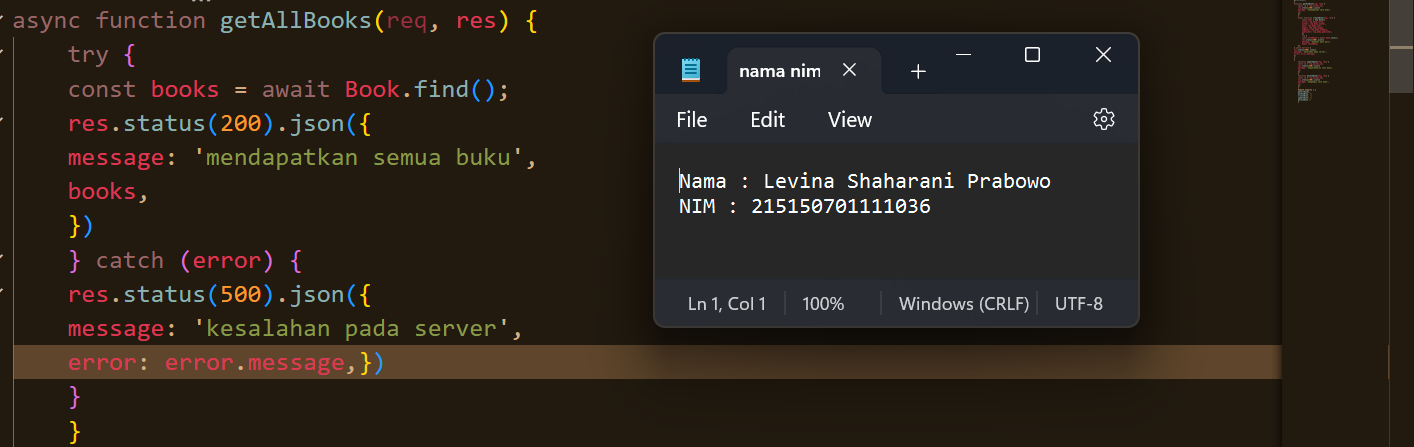 async function getAllBooks(req, res) {
try {
const books = await Book.find();
res.status(200).json({
message: 'mendapatkan semua buku',
books,
})
} catch (error) {
res.status(500).json({
message: 'kesalahan pada server',
error: error.message,})
}
}
nama nim
File Edit View
Nama : Levina Shaharani Prabowo
NIM : 215150701111036
Ln 1, Col 1 100% Windows (CRLF) UTF-8